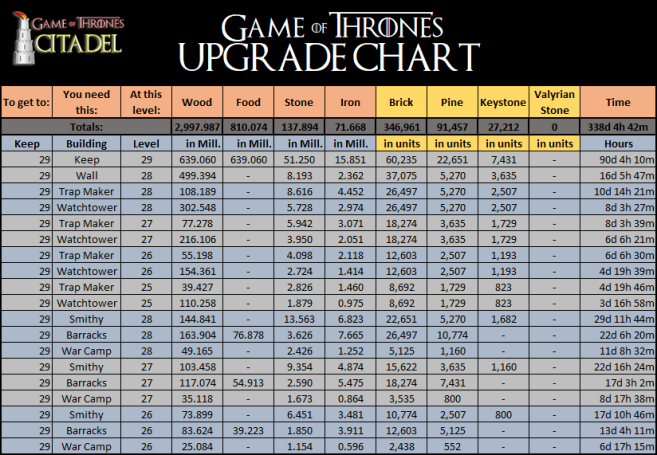 GAME OF THRONES
CITADEL
GAME OF THRONES
UPGRADE CHART
To get to: You need this: At this level: Wood Food Stone Iron Brick Pine Keystone Valyrian Stone Time
Totals: 2,997.987 810.074 137.894 71.668 346,961 91,457 27,212 0 338d 4h 42m
Keep Building Level in Mill. in Mill. in Mill. in Mill. in units in units in units in units Hours
29 Keep 29 639.060 639.060 51.250 15.851 60,235 22,651 7,431 - 90d 4h 10m
29 Wall 28 499.394 - 8.193 2.362 37,075 5,270 3,635 - 16d 5h 47m
29 Trap Maker 28 108.189 - 8.616 4.452 26,497 5,270 2,507 - 10d 14h 21m
29 Watchtower 28 302.548 - 5.728 2.974 26,497 5,270 2,507 - 8d 3h 27m
29 Trap Maker 27 77.278 - 5.942 3.071 18,274 3,635 1,729 - 8d 3h 39m
29 Watchtower 27 216.106 - 3.950 2.051 18,274 3,635 1,729 - 6d 6h 21m
29 Trap Maker 26 55.198 - 4.098 2.118 12,603 2,507 1,193 - 6d 6h 30m
29 Watchtower 26 154.361 - 2.724 1.414 12,603 2,507 1,193 - 4d 19h 39m
29 Trap Maker 25 39.427 - 2.826 1.460 8,692 1,729 823 - 4d 19h 46m
29 Watchtower 25 110.258 - 1.879 0.975 8,692 1,729 823 - 3d 16h 58m
29 Smithy 28 144.841 - 13.563 6.823 22,651 5,270 1,682 - 29d 11h 44m
29 Barracks 28 163.904 76.878 3.626 7.665 26,497 10,774 - - 22d 6h 20m
29 War Camp 28 49.165 - 2.426 1.252 5,125 1,160 - - 11d 8h 32m
29 Smithy 27 103.458 - 9.354 4.874 15,622 3,635 1,160 - 22d 16h 24m
29 Barracks 27 117.074 54.913 2.590 5.475 18,274 7,431 - - 17d 3h 2m
29 War Camp 27 35.118 - 1.673 0.864 3,535 800 - - 8d 17h 38m
29 Smithy 26 73.899 - 6.451 3.481 10,774 2,507 800 - 17d 10h 46m
29 Barracks 26 83.624 39.223 1.850 3.911 12,603 5,125 - - 13d 4h 11m
29 War Camp 26 25.084 - 1.154 0.596 2,438 552 - - 6d 17h 15m